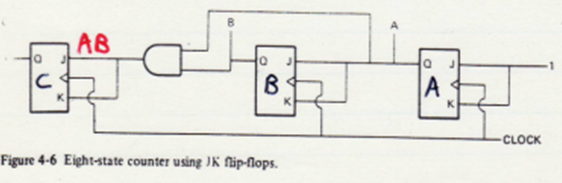 AB
B
A
Q J
Q J
Q J
1
C
B
A
K
K
K
CLOCK
Figure 4-6 Eight-state counter using JK flip-flops.